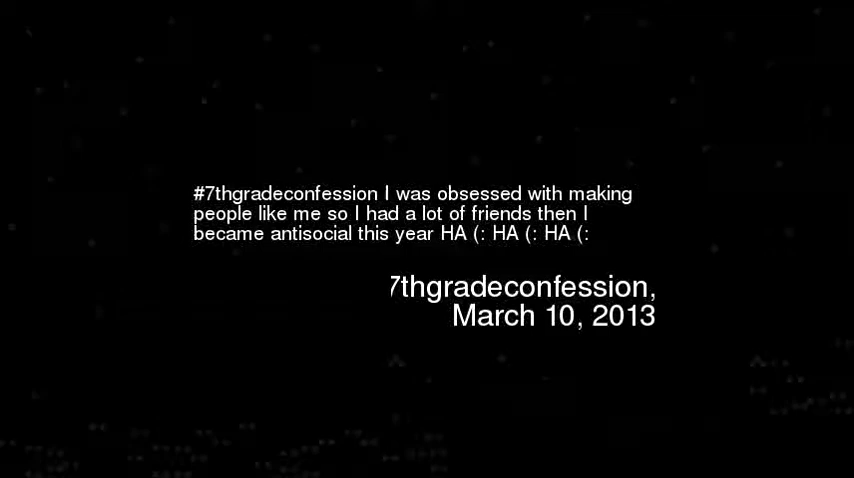 #7thgradeconfession I was obsessed with making
people like me so I had a lot of friends then I
became antisocial this year HA (: HA (: HA (:
7thgradeconfession,
March 10, 2013